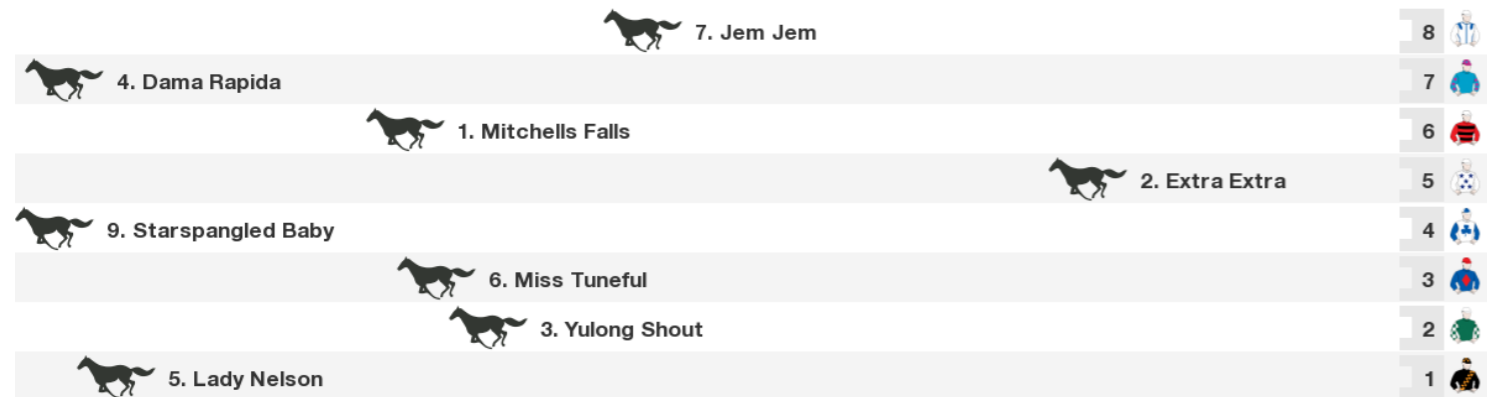 7. Jem Jem 8
4. Dama Rapida 7
1. Mitchells Falls 6
2. Extra Extra 5
9. Starspangled Baby 4
6. Miss Tuneful 3
3. Yulong Shout 2
5. Lady Nelson 1